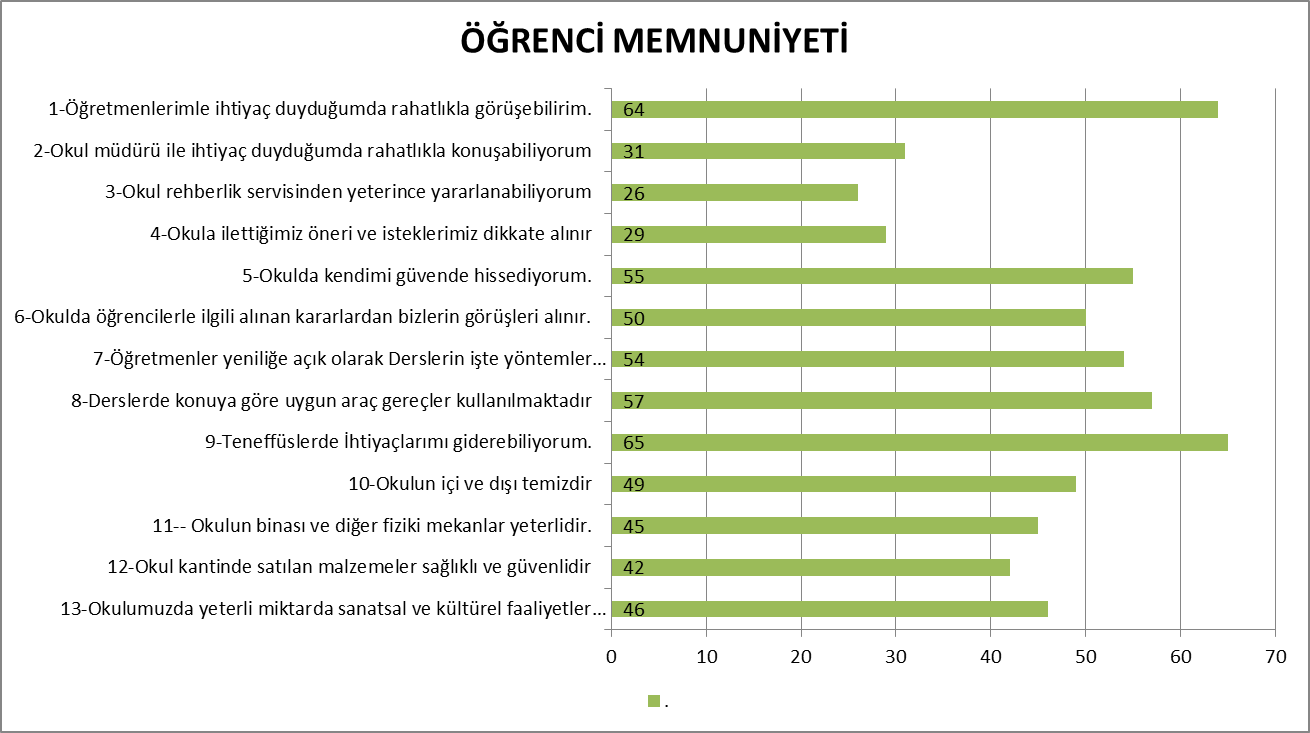 ÖĞRENCİ MEMNUNİYETİ
1-Öğretmenlerimle ihtiyaç duyduğumda rahatlıkla görüşebilirim. 64
2-Okul müdürü ile ihtiyaç duyduğumda rahatlıkla konuşabiliyorum 31
3-Okul rehberlik servisinden yeterince yararlanabiliyorum 26
4-Okula ilettiğimiz öneri ve isteklerimiz dikkate alınır 29
5-Okulda kendimi güvende hissediyorum. 55
6-Okulda öğrencilerle ilgili alınan kararlardan bizlerin görüşleri alınır. 50
7-Öğretmenler yeniliğe açık olarak Derslerin işte yöntemler... 54
8-Derslerde konuya göre uygun araç gereçler kullanılmaktadır 57
9-Teneffüslerde İhtiyaçlarımı giderebiliyorum. 65
10-Okulun içi ve dışı temizdir 49
11-- Okulun binası ve diğer fiziki mekanlar yeterlidir. 45
12-Okul kantinde satılan malzemeler sağlıklı ve güvenlidir 42
13-Okulumuzda yeterli miktarda sanatsal ve kültürel faaliyetler... 46
0 10 20 30 40 50 60 70
.